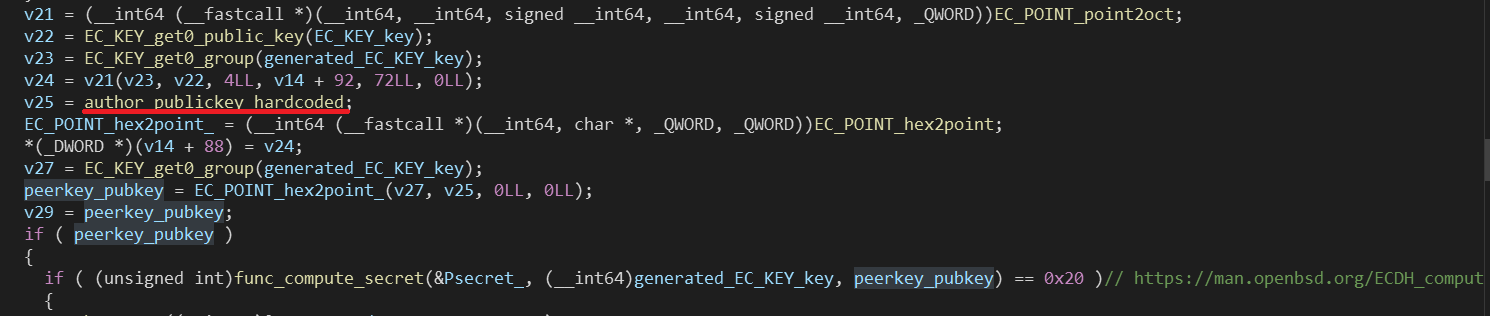 v21 = (__int64 (__fastcall *)(__int64, __int64, signed __int64, __int64, signed __int64, _QWORD))EC_POINT_point2oct;
v22 = EC_KEY_get0_public_key(EC_KEY_key);
v23 = EC_KEY_get0_group(generated_EC_KEY_key);
v24 = v21(v23, v22, 4LL, v14 + 92, 72LL, 0LL);
v25 = author_publickey_hardcoded;
EC_POINT_hex2point_ = (__int64 (__fastcall *)(__int64, char *, _QWORD, _QWORD))EC_POINT_hex2point;
*(_DWORD *)(v14 + 88) = v24;
v27 = EC_KEY_get0_group(generated_EC_KEY_key);
peerkey_pubkey = EC_POINT_hex2point_(v27, v25, 0LL, 0LL);
v29 = peerkey_pubkey;
if ( peerkey_pubkey )
{
if ( (unsigned int)func_compute_secret(&Psecret_, (__int64)generated_EC_KEY_key, peerkey_pubkey) == 0x20 )// https://man.openbsd.org/ECDH_comput
{